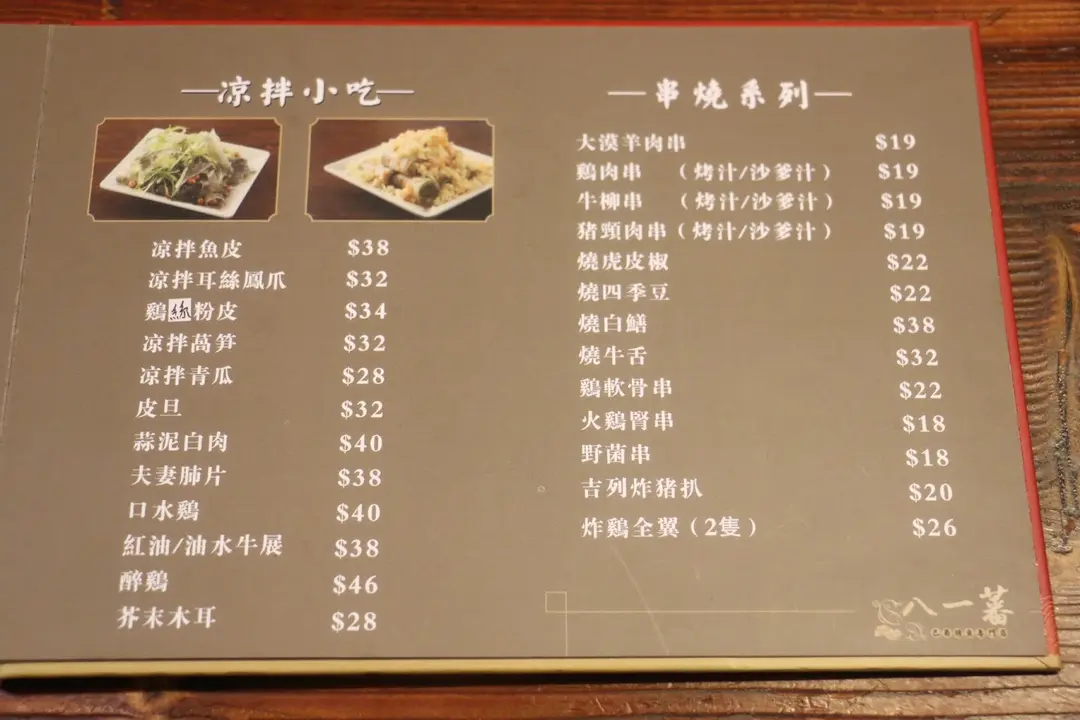 凉拌小吃
凉拌魚皮 $38
凉拌耳絲鳳爪 $32
鷄絲粉皮 $34
凉拌萵笋 $32
凉拌青瓜 $28
皮旦 $32
蒜泥白肉 $40
夫妻肺片 $38
口水鷄 $40
紅油/油水牛展 $38
醉鷄 $46
芥末木耳 $28
串燒系列
大漠羊肉串 $19
鷄肉串 （烤汁/沙爹汁） $19
牛柳串 （烤汁/沙爹汁） $19
猪頸肉串（烤汁/沙爹汁） $19
燒虎皮椒 $22
燒四季豆 $22
燒白鱔 $38
燒牛舌 $32
鷄軟骨串 $22
火鷄腎串 $18
野菌串 $18
吉列炸猪扒 $20
炸鷄全翼（2隻） $26
八一蕃